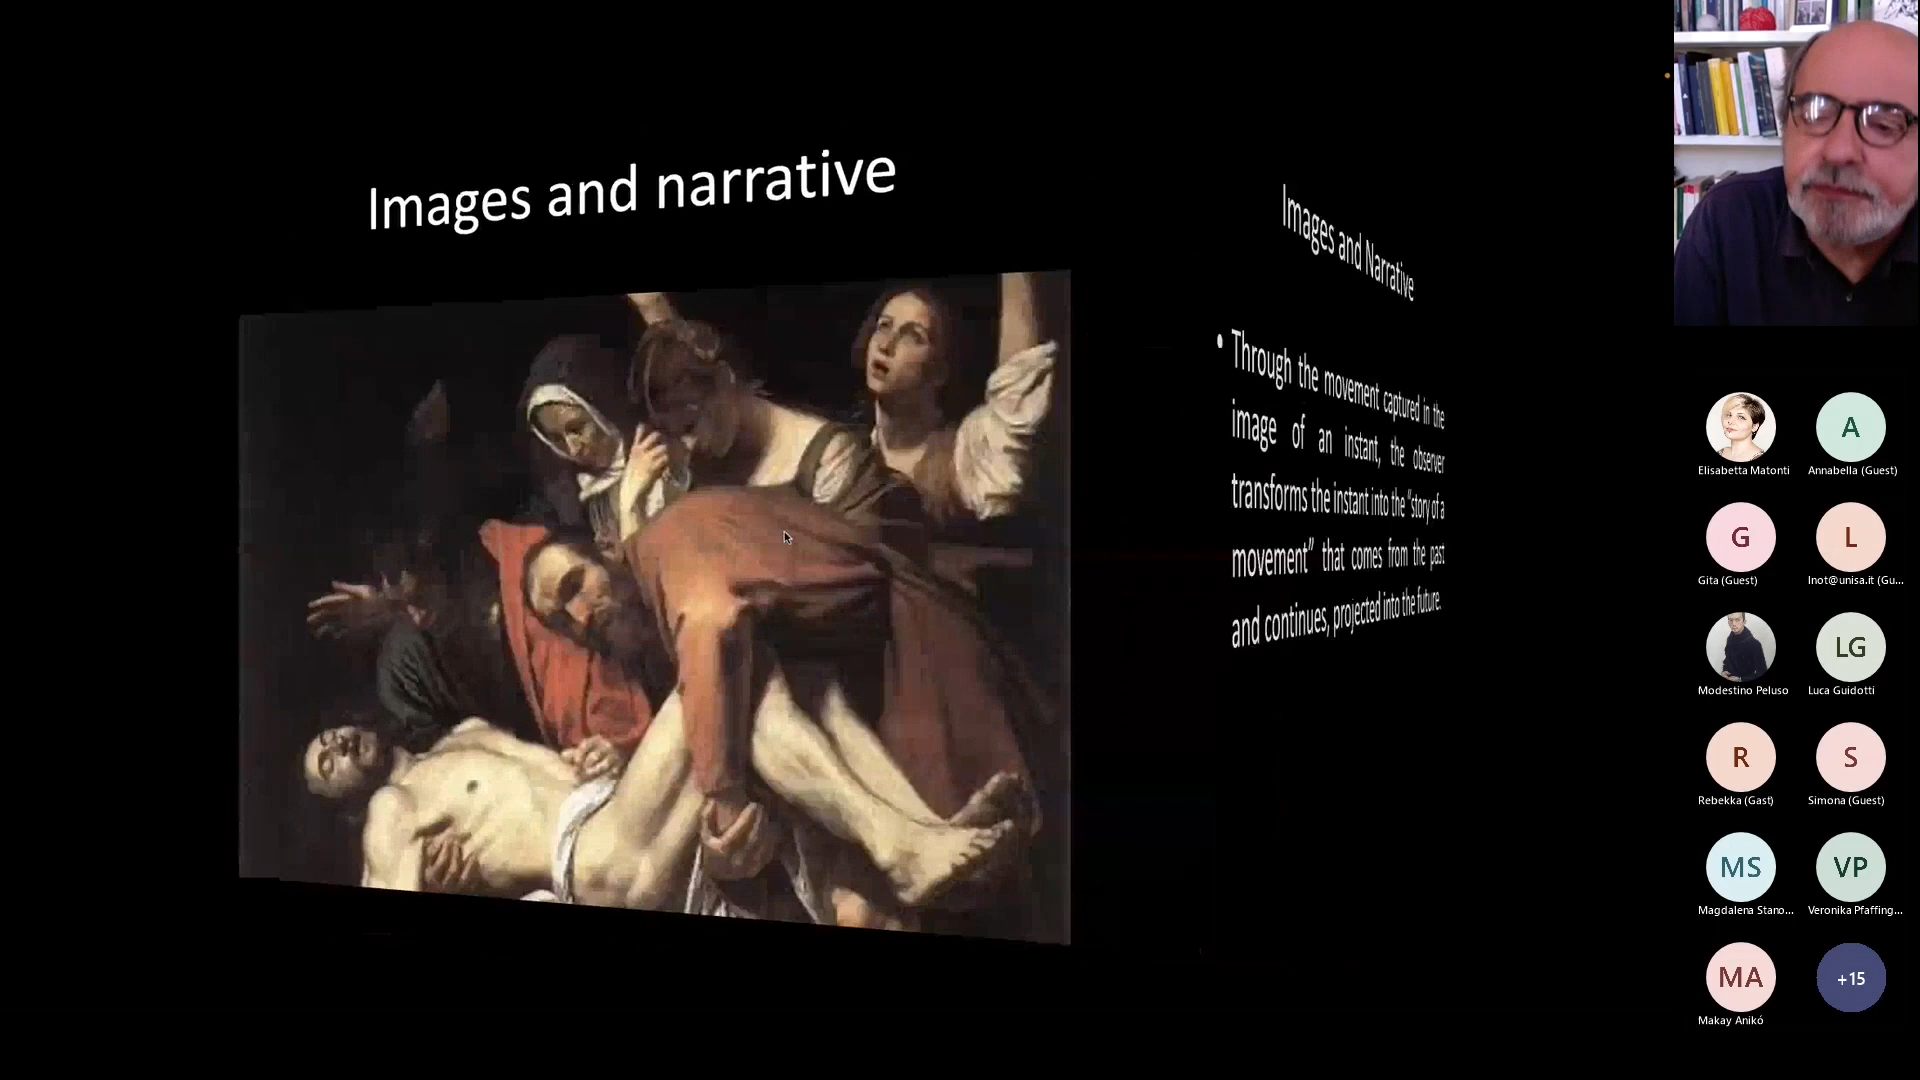 Images and narrative
Images and Narrative
• Through the movement captured in the
image of an instant, the observer
transforms the instant into the "story of a
movement" that comes from the past
and continues, projected into the future.
Elisabetta Matonti
A
Annabella (Guest)
G
Gita (Guest)
L
lnot@unisa.it (Gu...
Modestino Peluso
LG
Luca Guidotti
R
Rebekka (Gast)
S
Simona (Guest)
MS
Magdalena Stano...
VP
Veronika Pfaffing...
MA
Makay Anikó
+15